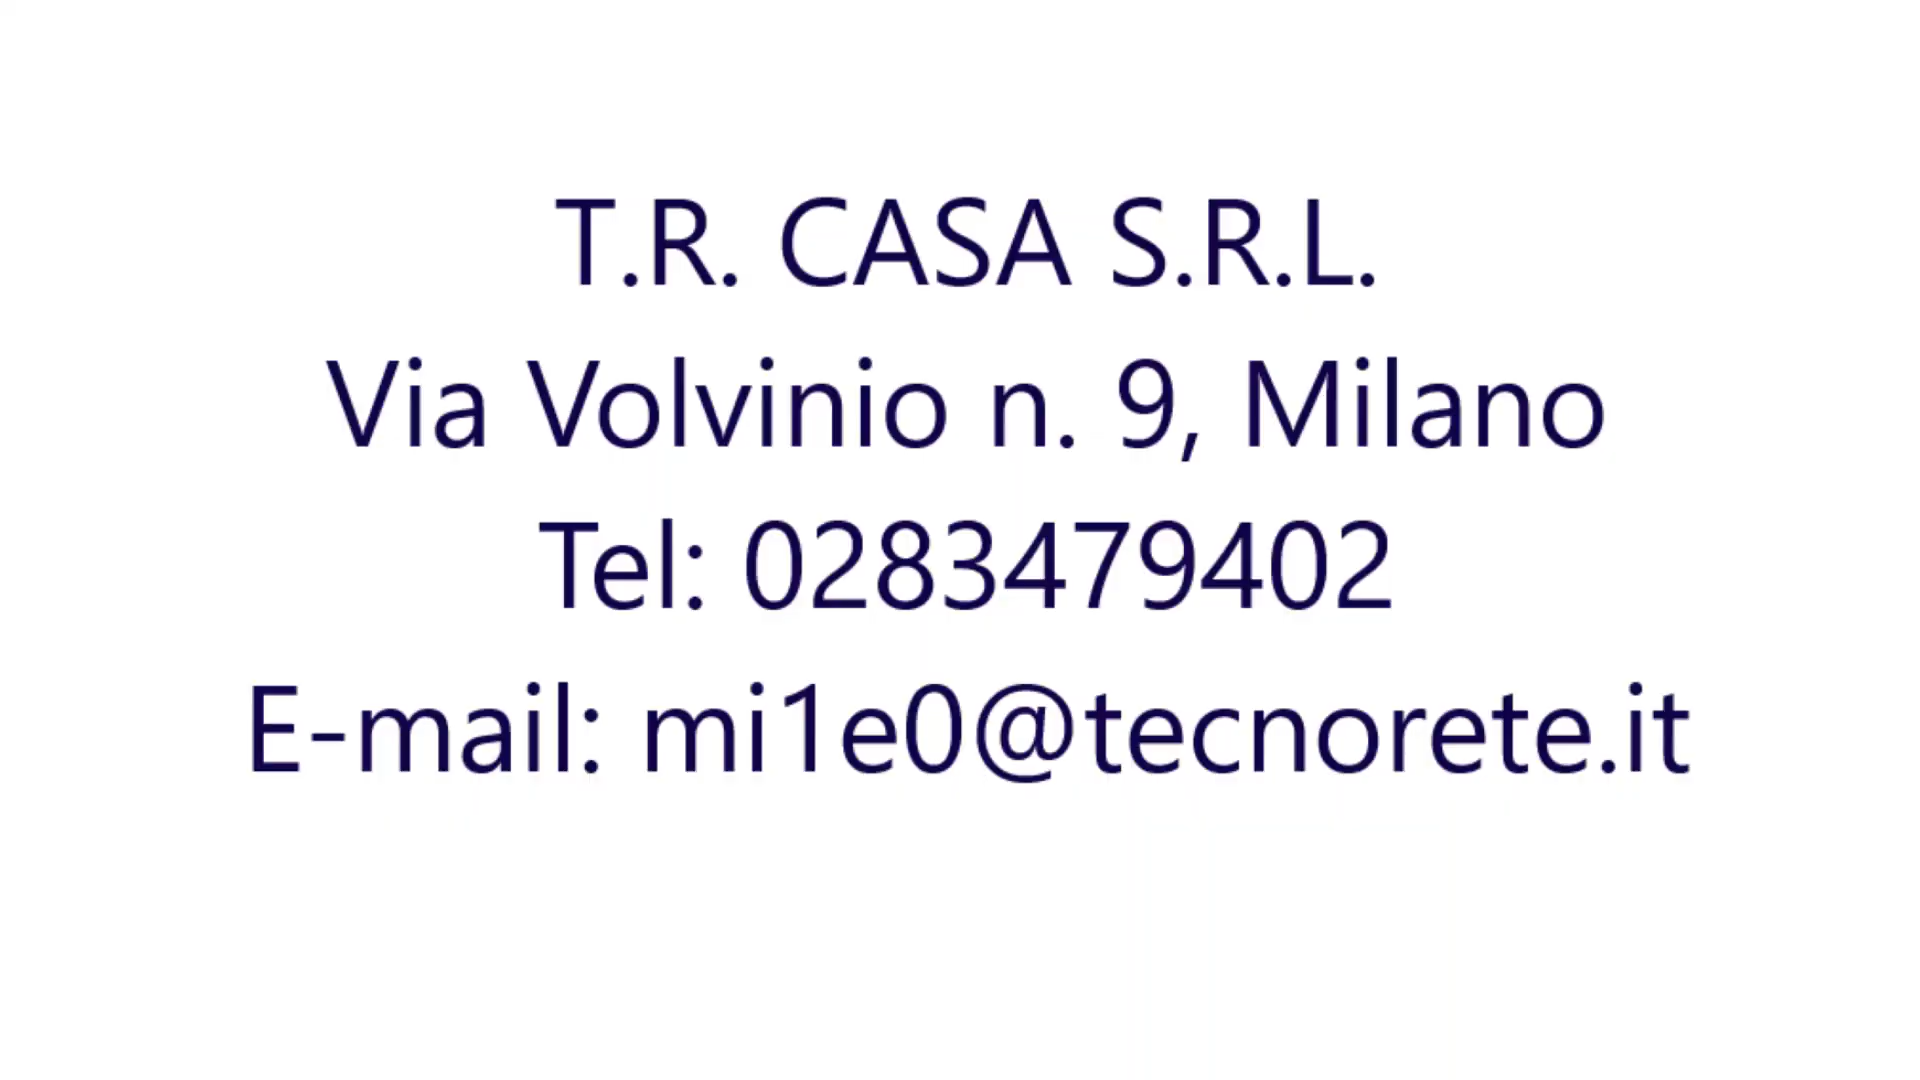 T.R. CASA S.R.L.
Via Volvinio n. 9, Milano
Tel: 0283479402
E-mail: mi1e0@tecnorete.it